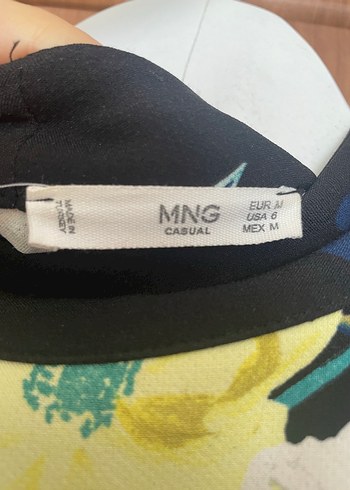 MADE IN
TURKEY
MNG
CASUAL
EUR M
USA 6
MEX M